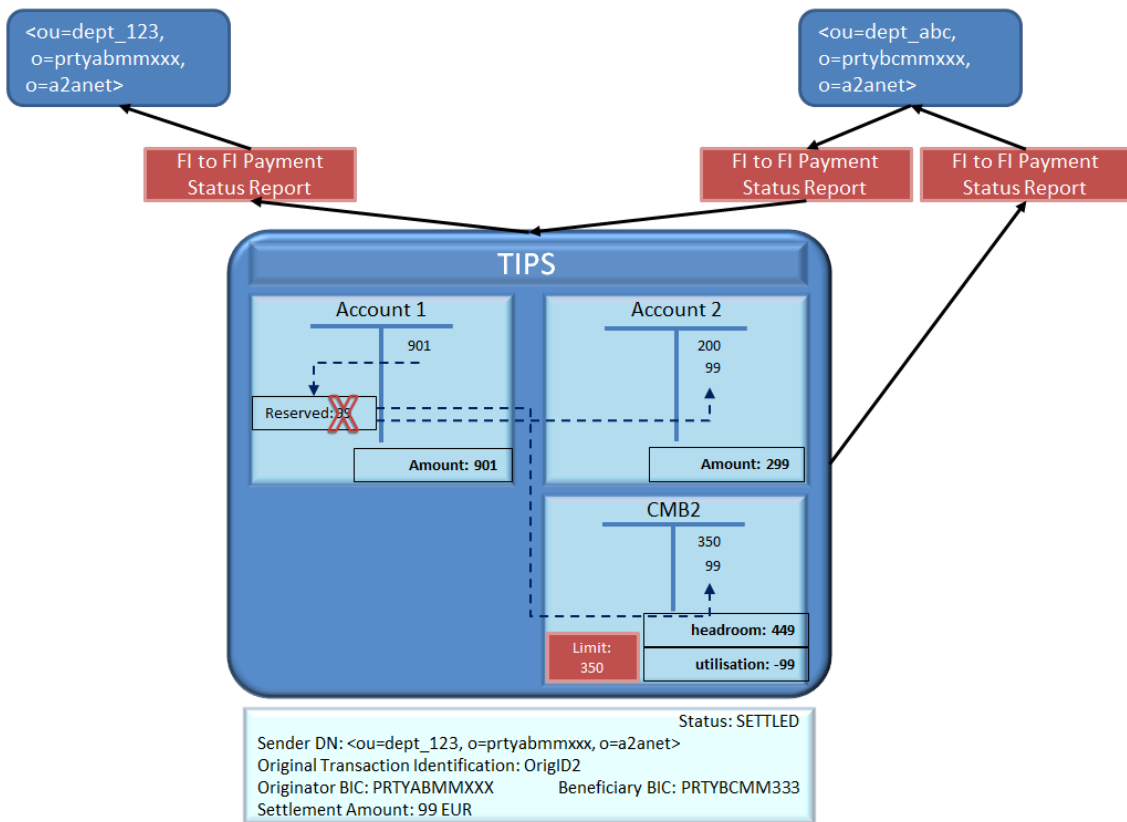 <ou=dept_123,
o=prtyabmmxxx,
o=a2anet>
<ou=dept_abc,
o=prtybcmmxxx,
o=a2anet>
FI to FI Payment
Status Report
FI to FI Payment
Status Report
FI to FI Payment
Status Report
TIPS
Account 1
901
Reserved: 99
Amount: 901
Account 2
200
99
Amount: 299
CMB2
350
99
headroom: 449
utilisation: -99
Limit:
350
Status: SETTLED
Sender DN: <ou=dept_123, o=prtyabmmxxx, o=a2anet>
Original Transaction Identification: OrigID2
Originator BIC: PRTYABMMXXX Beneficiary BIC: PRTYBCMM333
Settlement Amount: 99 EUR